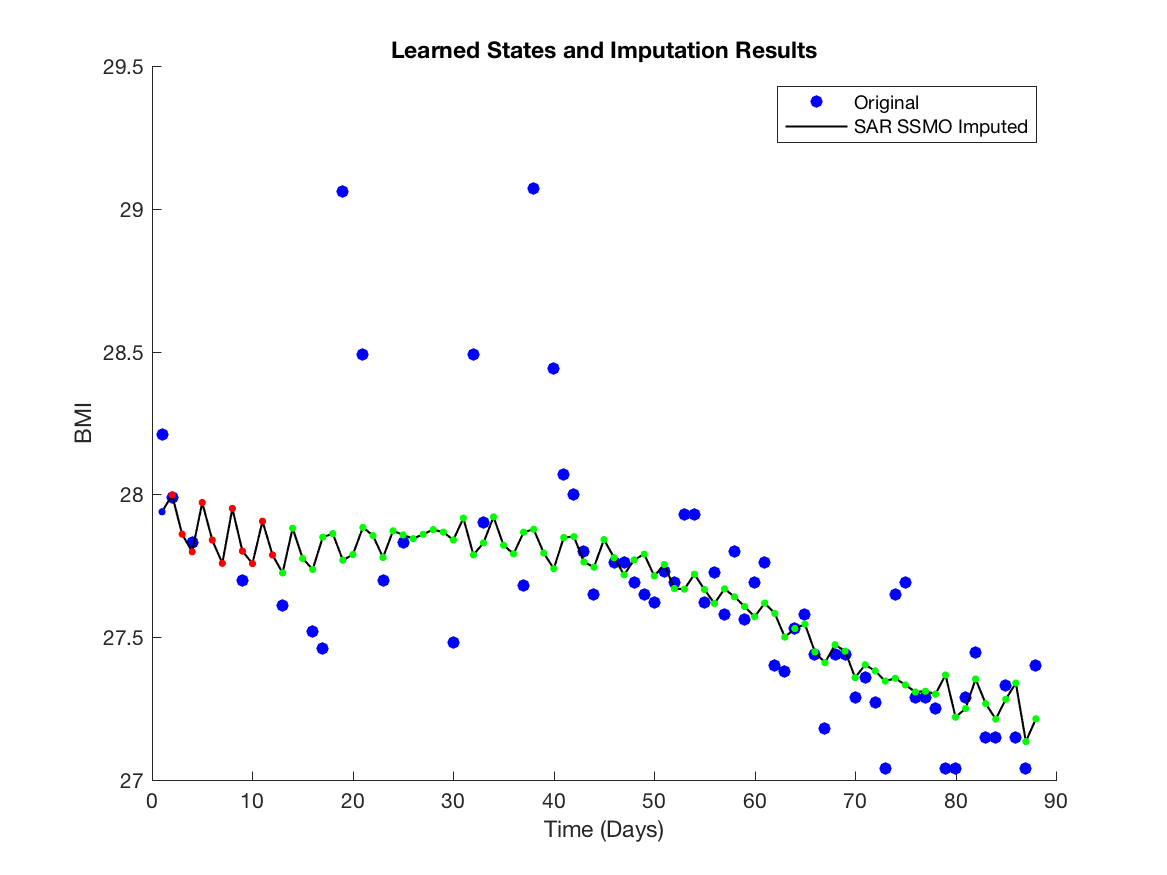 Learned States and Imputation Results
Original
SAR SSMO Imputed
29.5
29
28.5
28
27.5
27
BMI
0 10 20 30 40 50 60 70 80 90
Time (Days)